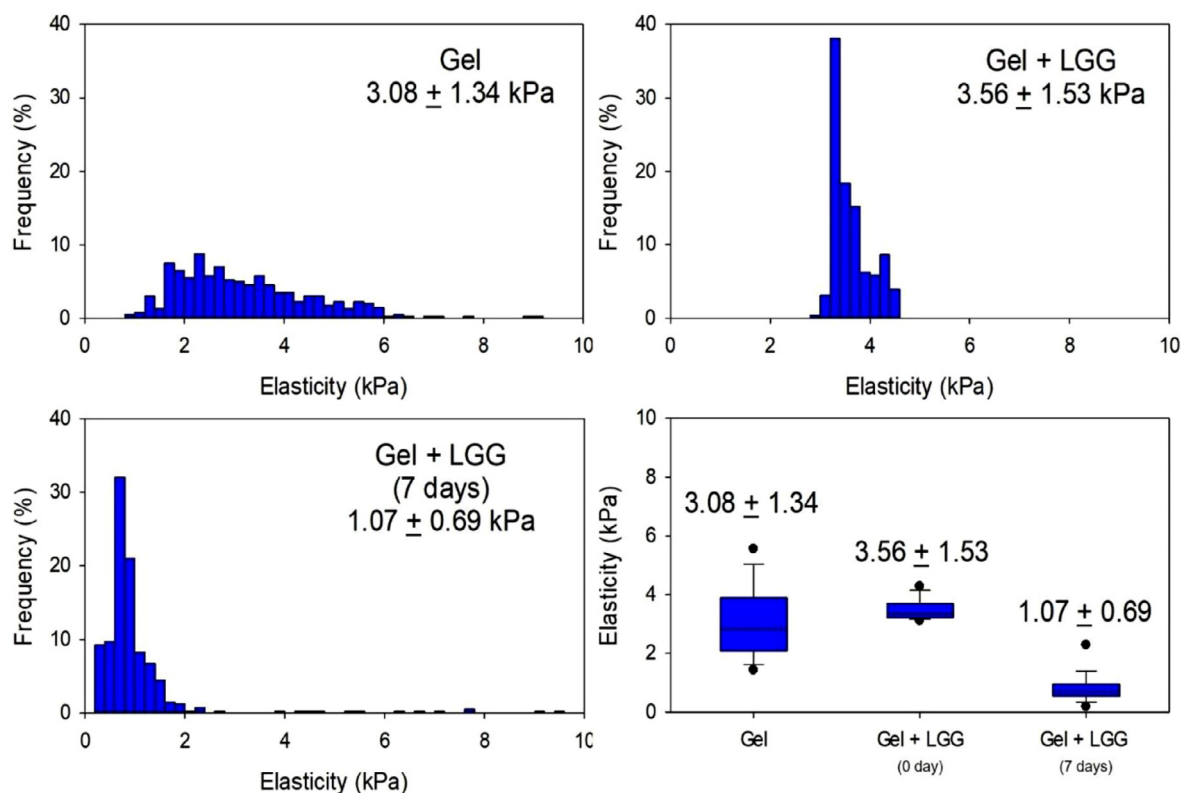 40
30
20
10
0
Frequency (%)
Gel
3.08 ± 1.34 kPa
0 2 4 6 8 10
Elasticity (kPa)
40
30
20
10
0
Frequency (%)
Gel + LGG
3.56 ± 1.53 kPa
0 2 4 6 8 10
Elasticity (kPa)
40
30
20
10
0
Frequency (%)
Gel + LGG
(7 days)
1.07 ± 0.69 kPa
0 2 4 6 8 10
Elasticity (kPa)
10
8
6
4
2
0
Elasticity (kPa)
3.08 ± 1.34
3.56 ± 1.53
1.07 ± 0.69
Gel Gel + LGG Gel + LGG
(0 day) (7 days)